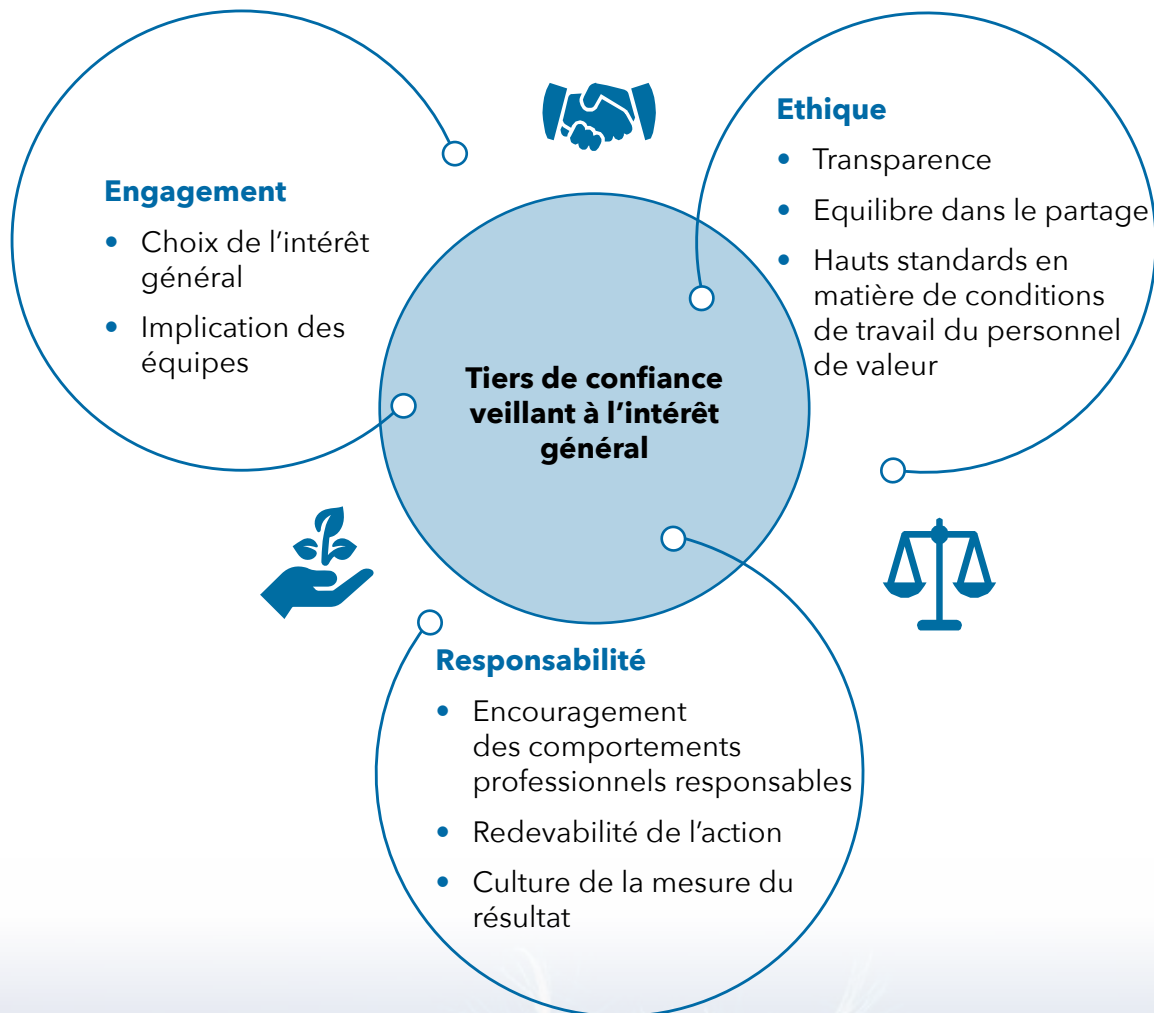 Engagement
• Choix de l'intérêt
général
• Implication des
équipes
Ethique
• Transparence
• Equilibre dans le partage
• Hauts standards en
matière de conditions
de travail du personnel
de valeur
Tiers de confiance
veillant à l'intérêt
général
Responsabilité
• Encouragement
des comportements
professionnels responsables
• Redevabilité de l'action
• Culture de la mesure du
résultat